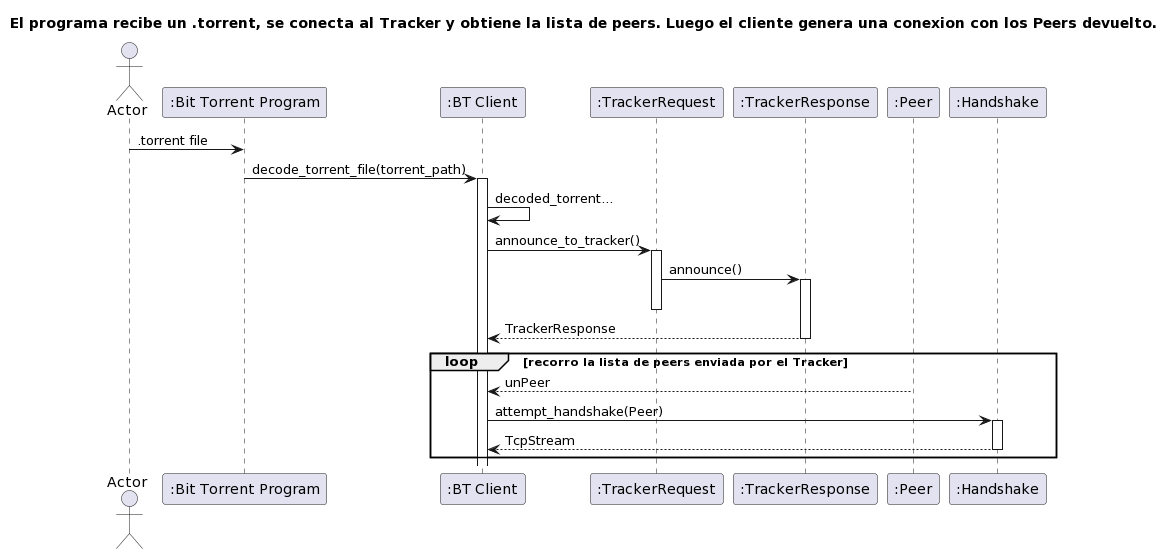 El programa recibe un .torrent, se conecta al Tracker y obtiene la lista de peers. Luego el cliente genera una conexion con los Peers devuelto.
Actor
:Bit Torrent Program
:BT Client
:TrackerRequest
:TrackerResponse
:Peer
:Handshake
.torrent file
decode_torrent_file(torrent_path)
decoded_torrent...
announce_to_tracker()
announce()
TrackerResponse
loop
[recorro la lista de peers enviada por el Tracker]
unPeer
attempt_handshake(Peer)
TcpStream
Actor
:Bit Torrent Program
:BT Client
:TrackerRequest
:TrackerResponse
:Peer
:Handshake